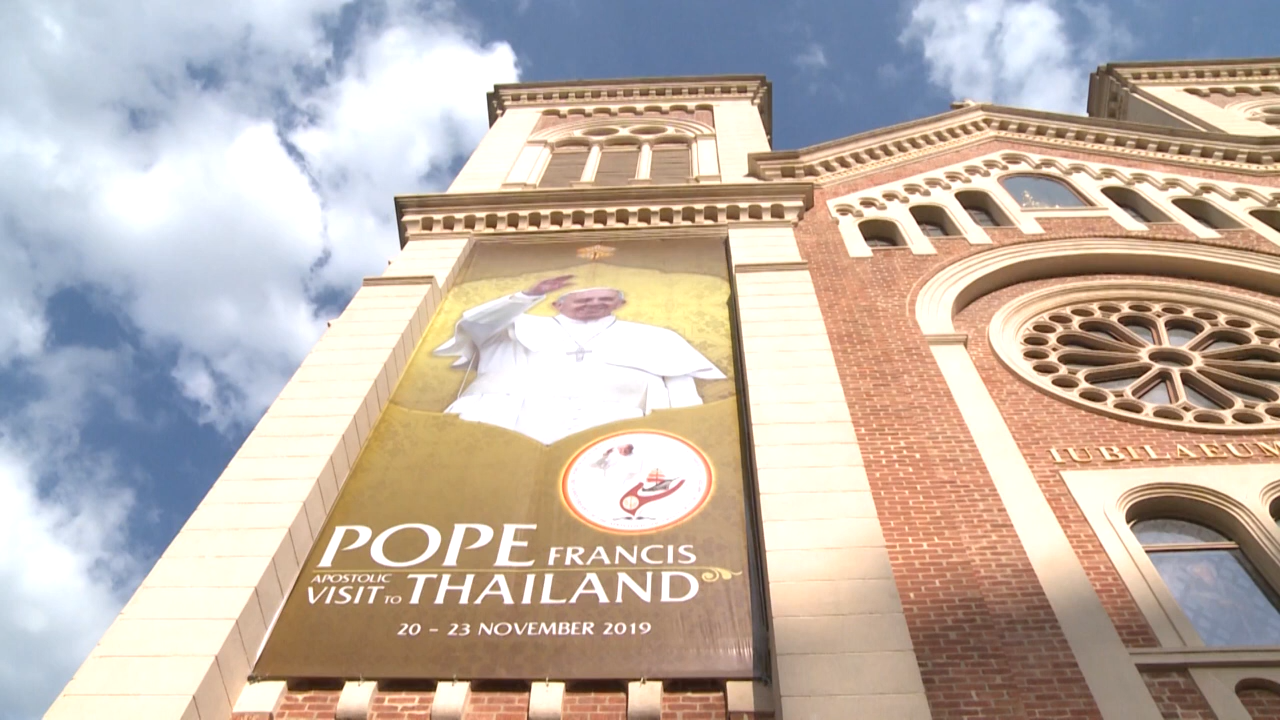 POPE FRANCIS
APOSTOLIC
VISIT TO THAILAND
20 – 23 NOVEMBER 2019
IUBILAEUM